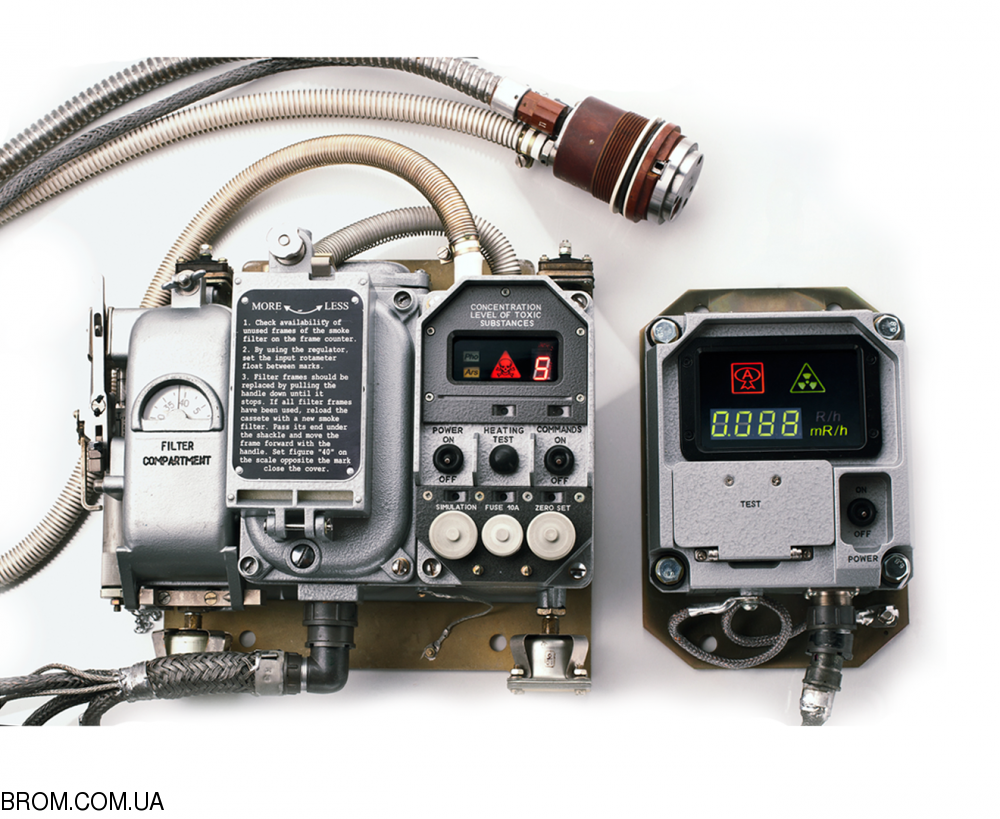 MORE LESS
1. Check availability of
unused frames of the smoke
filter on the frame counter.
2. By using the regulator,
set the input rotameter
float between marks.
3. Filter frames should be
replaced by pulling the
handle down until it
stops. If all filter frames
have been used, reload the
cassete with a new smoke
filter. Pass its end under
the shackle and move the
frame forward with the
handle. Set figure "40" on
the scale opposite the mark
close the cover.
FILTER
COMPARTMENT
CONCENTRATION
LEVEL OF TOXIC
SUBSTANCES
Pho
Ars
POWER HEATING COMMANDS
ON TEST ON
OFF OFF
SIMULATION FUSE 10A ZERO SET
R/h
0.088 mR/h
TEST
ON
OFF
POWER
BROM.COM.UA